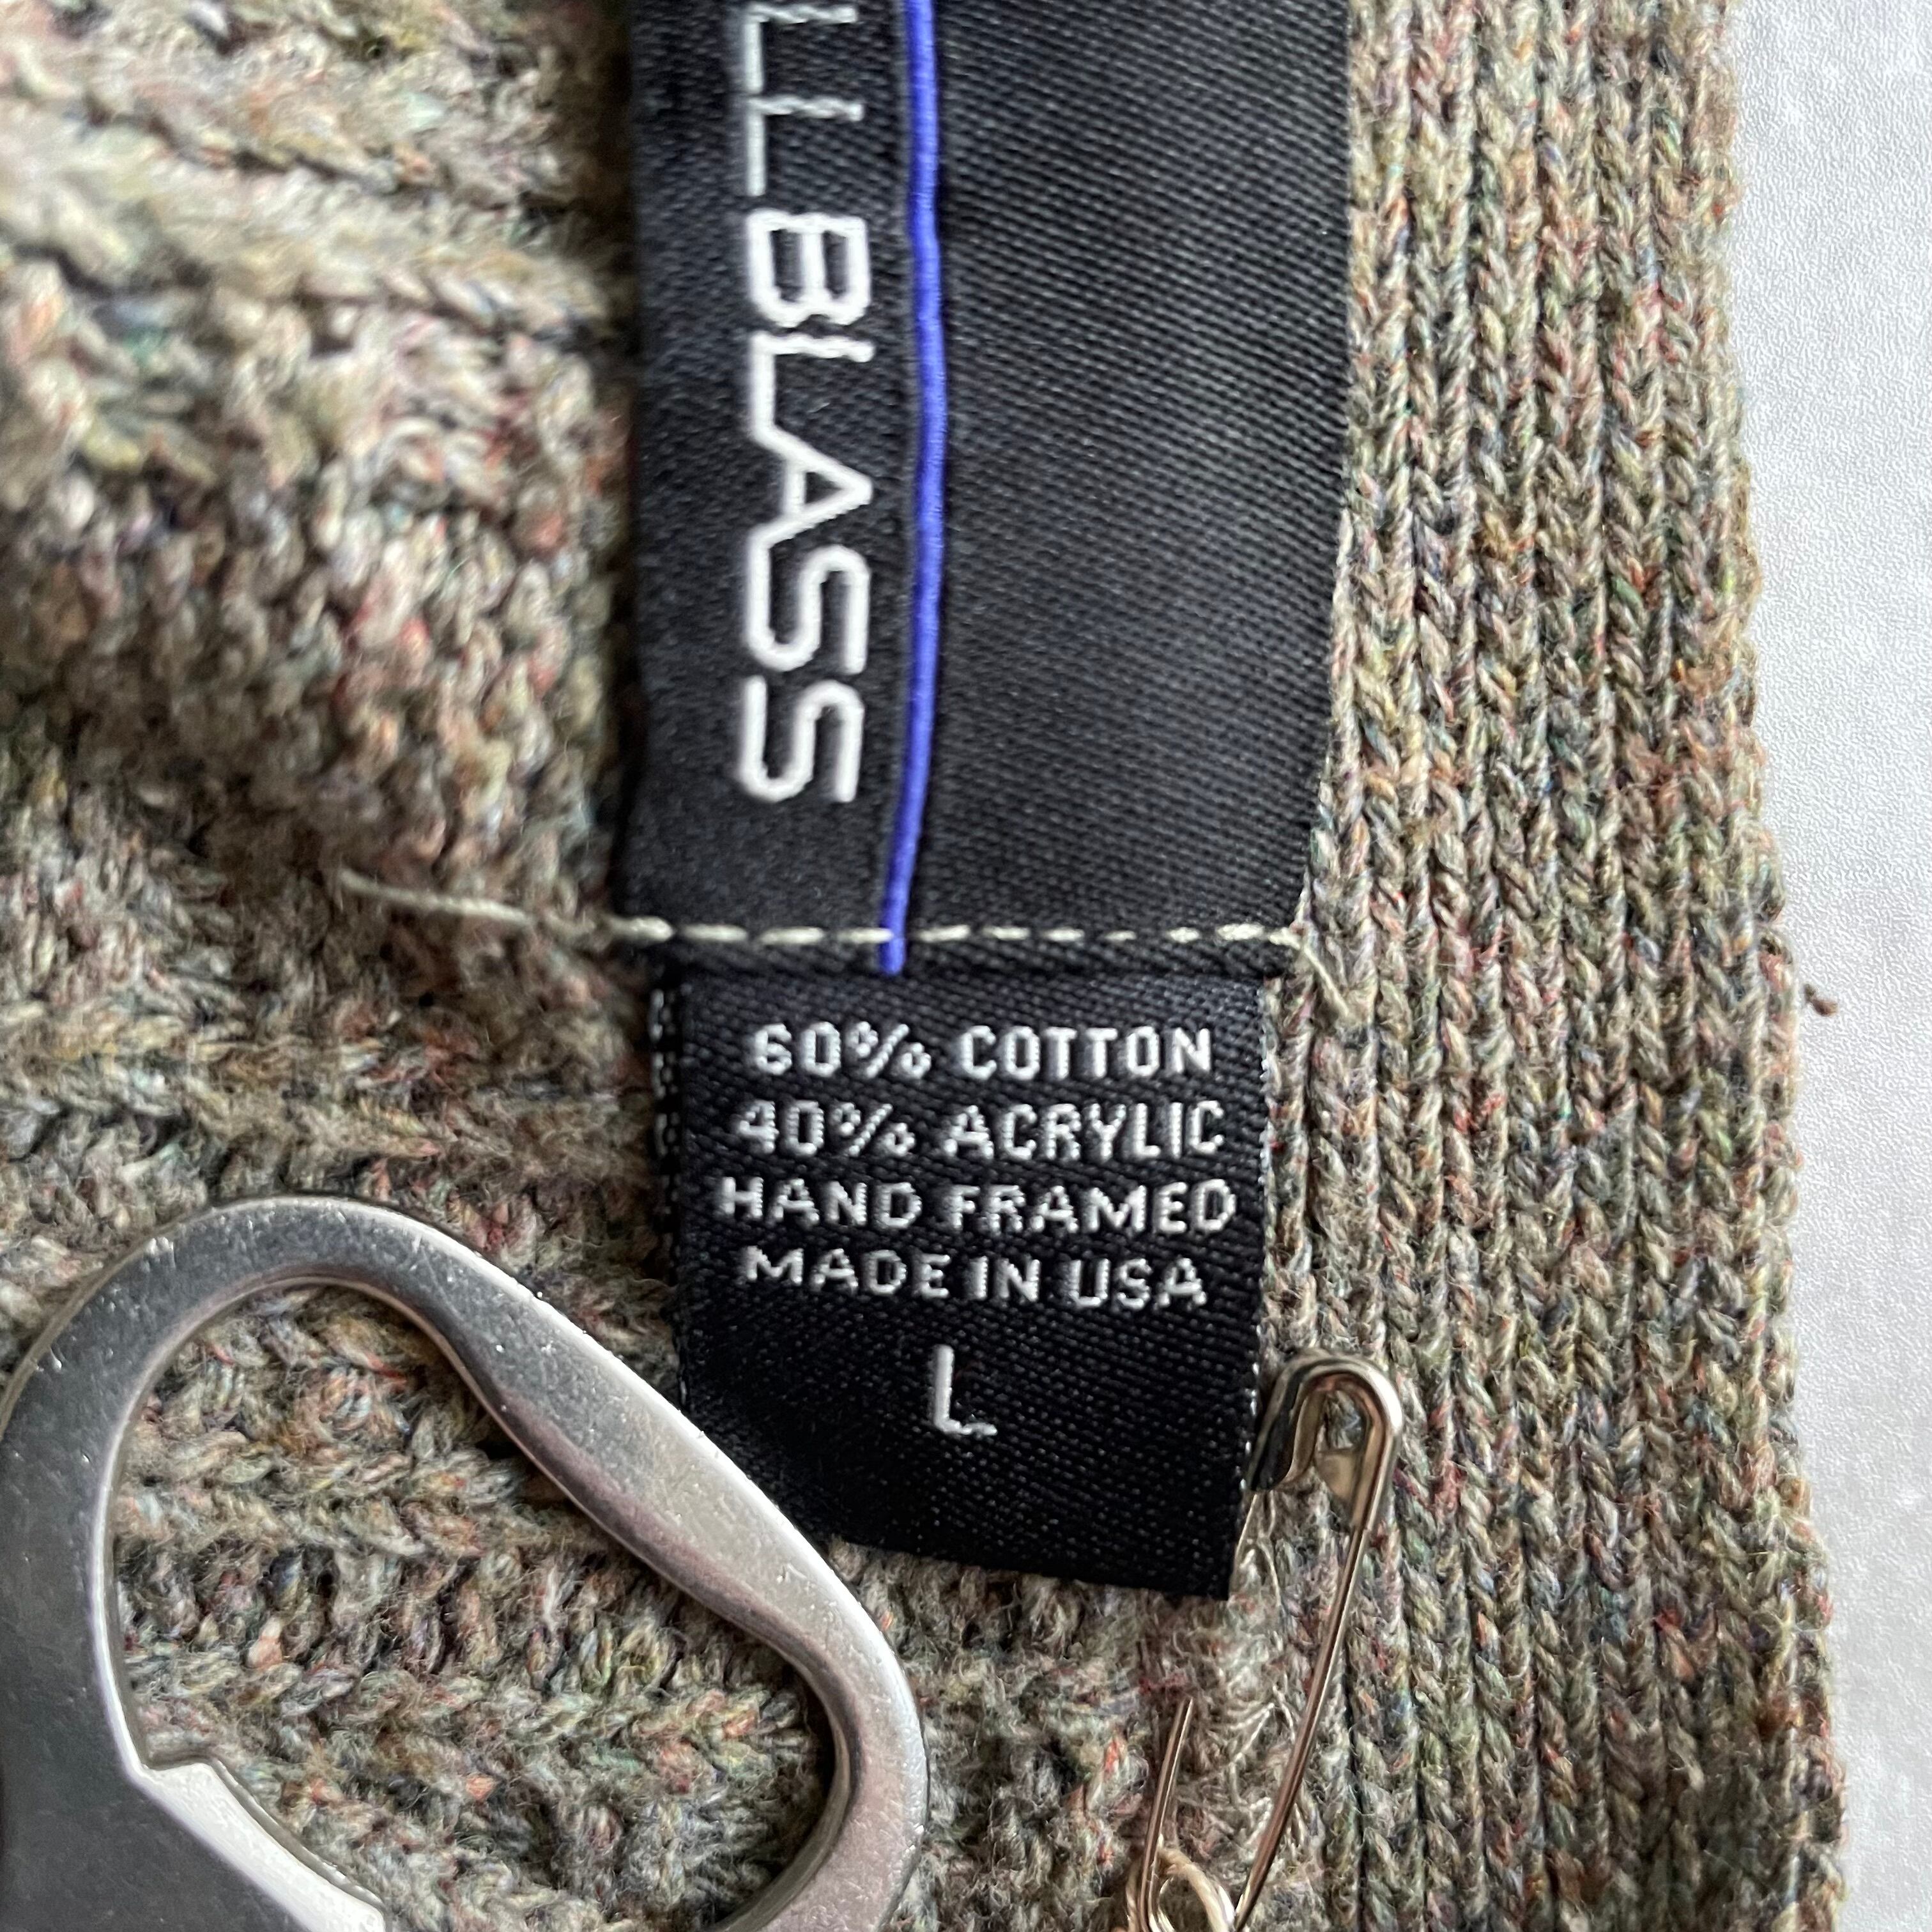 LL BLASS
60% COTTON
40% ACRYLIC
HAND FRAMED
MADE IN USA
L